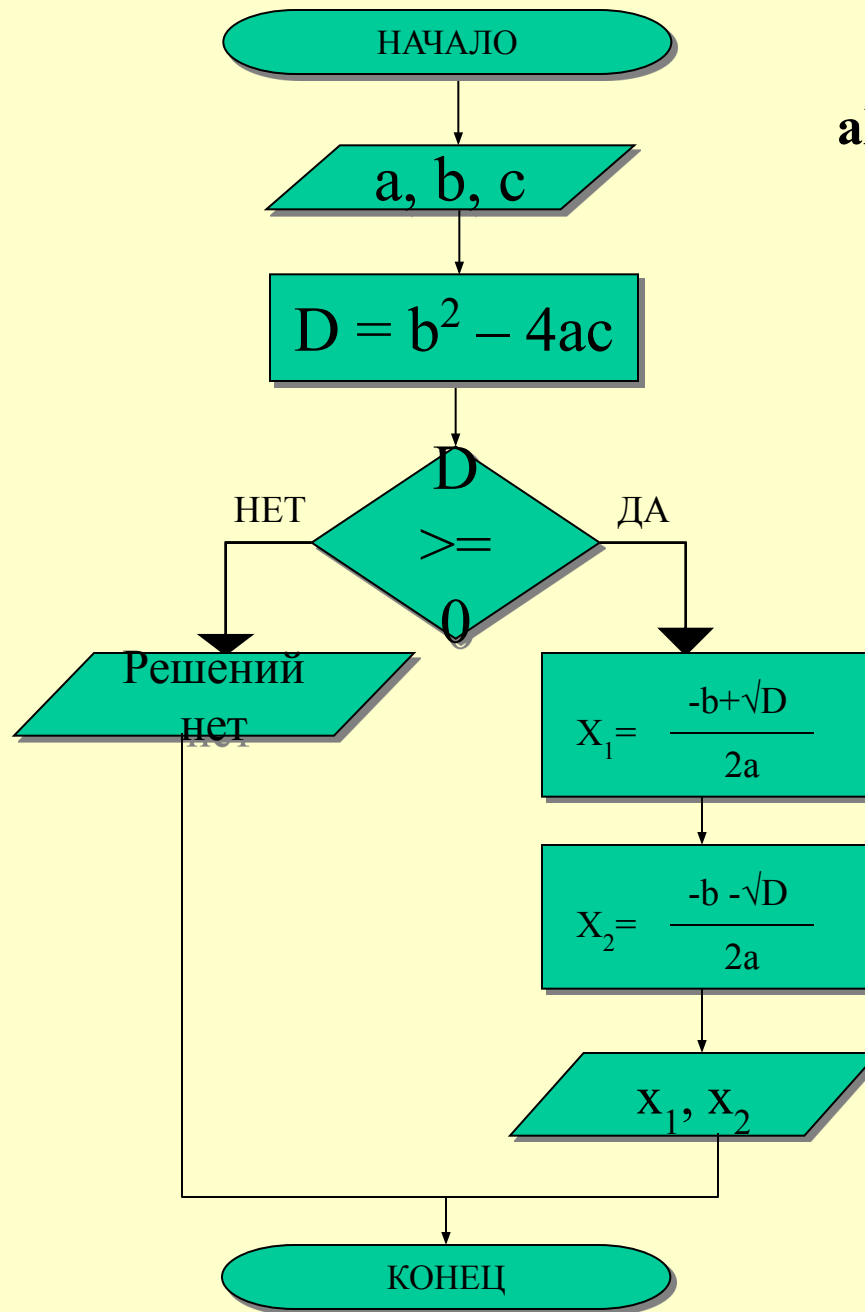 НАЧАЛО
a, b, c
D = b² – 4ac
D
>=
0
НЕТ
ДА
Решений
нет
X₁=
-b+√D
2a
X₂=
-b -√D
2a
x₁, x₂
КОНЕЦ